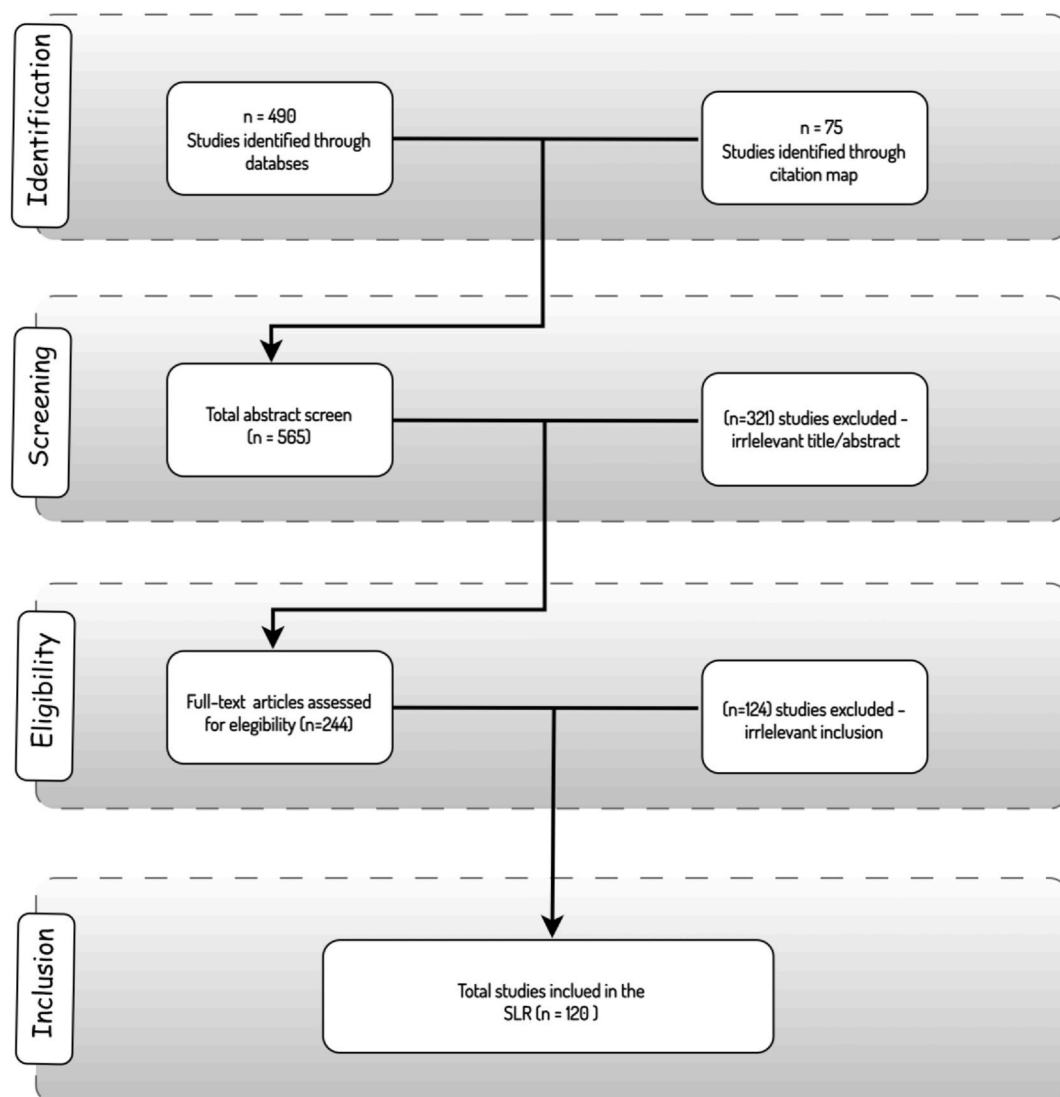 Identification
n = 490
Studies identified through
databses
n = 75
Studies identified through
citation map
Screening
Total abstract screen
(n = 565)
(n=321) studies excluded -
irrlelevant title/abstract
Eligibility
Full-text articles assessed
for elegibility (n=244)
(n=124) studies excluded -
irrlelevant inclusion
Inclusion
Total studies inclued in the
SLR (n = 120 )